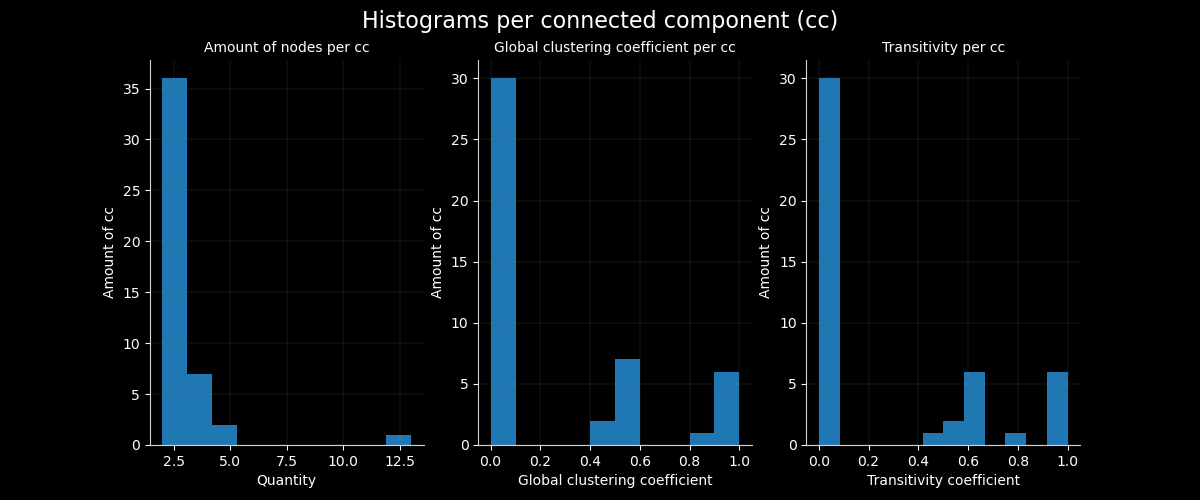 Histograms per connected component (cc)
Amount of nodes per cc
Amount of cc
35
30
25
20
15
10
5
0
2.5 5.0 7.5 10.0 12.5
Quantity
Global clustering coefficient per cc
Amount of cc
30
25
20
15
10
5
0
0.0 0.2 0.4 0.6 0.8 1.0
Global clustering coefficient
Transitivity per cc
Amount of cc
30
25
20
15
10
5
0
0.0 0.2 0.4 0.6 0.8 1.0
Transitivity coefficient